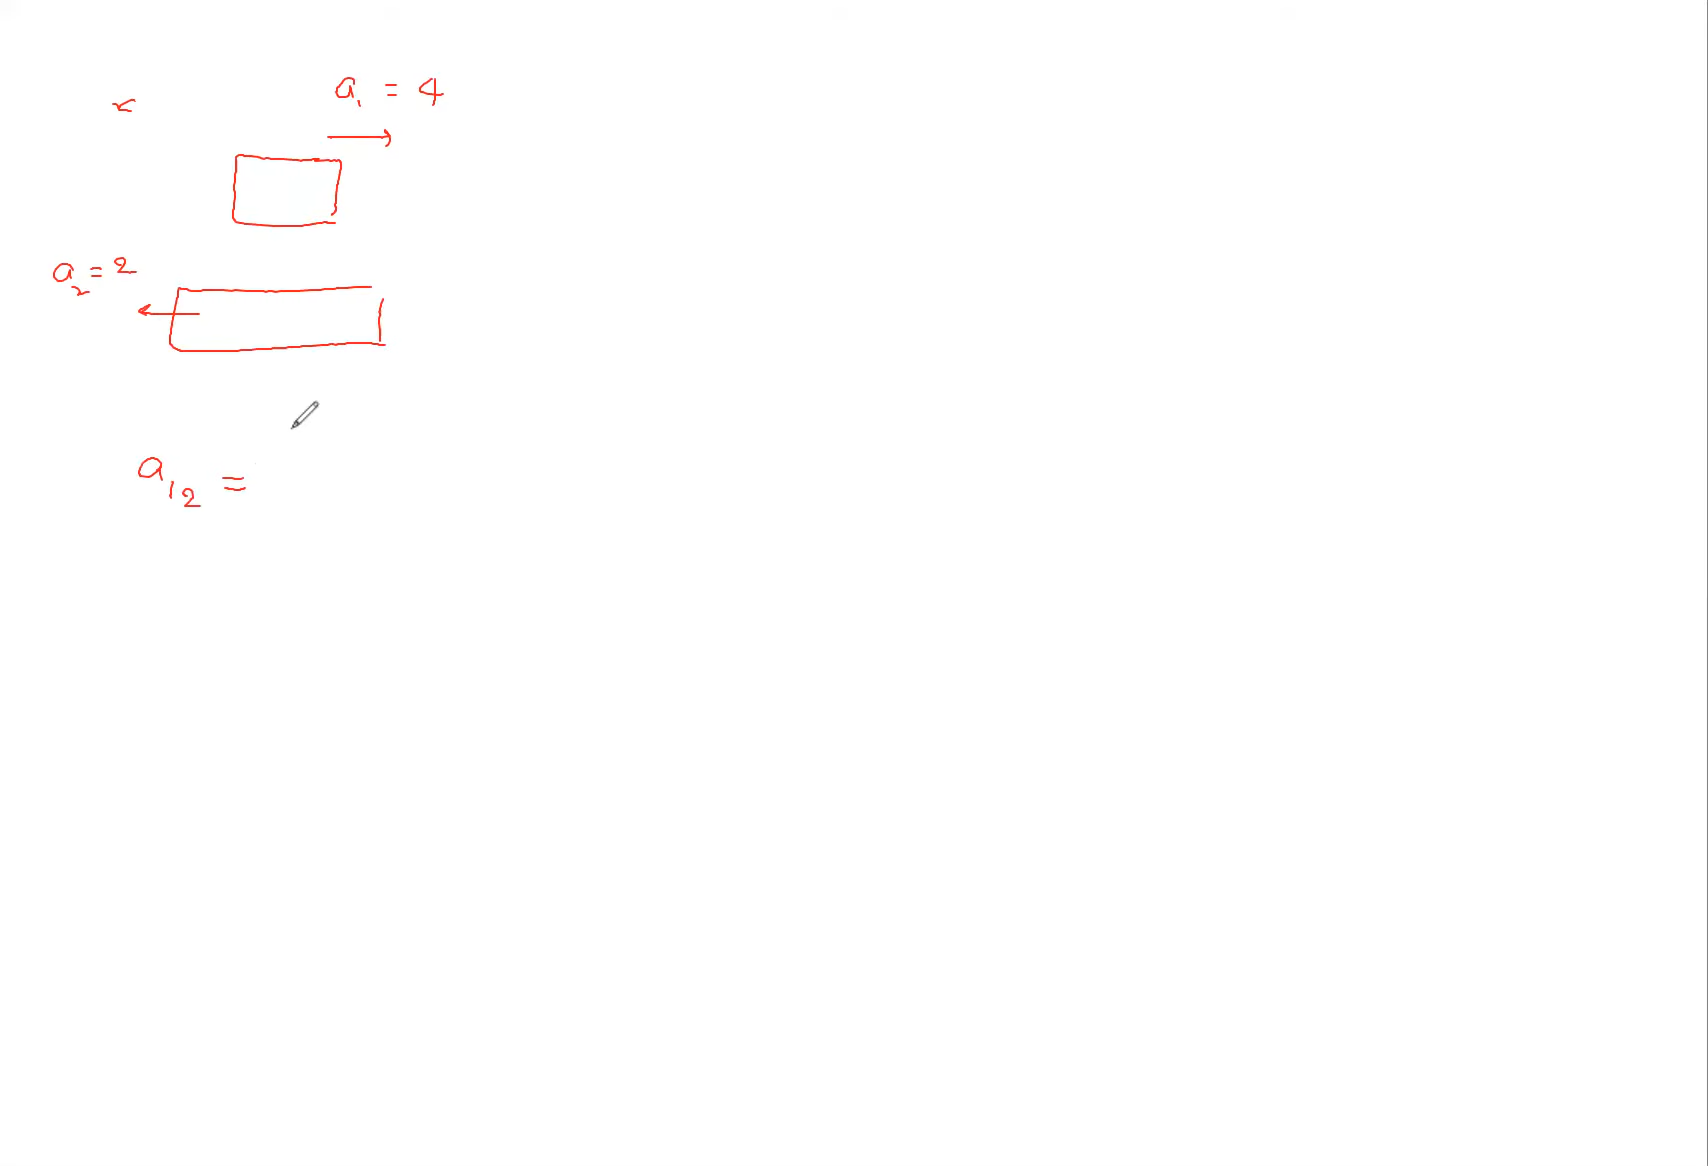 a₁ = 4
a₂ = 2
a₁₂ =